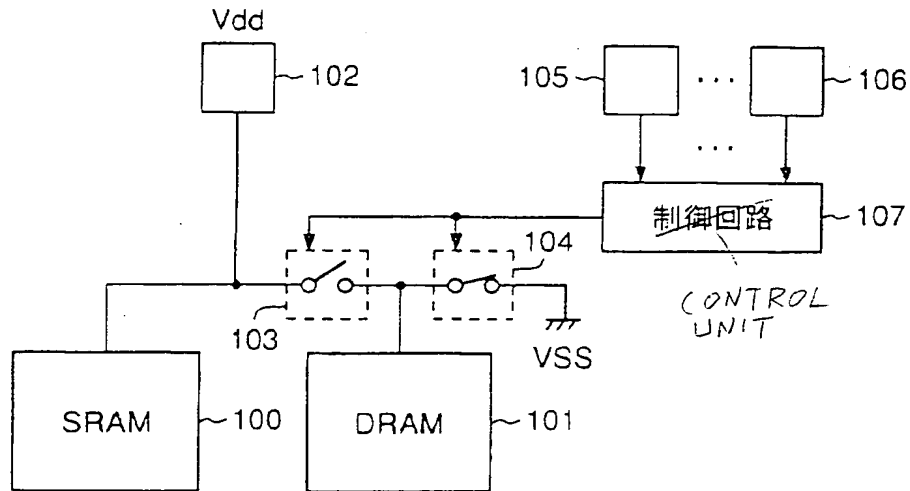 Vdd
102
105
...
106
...
制御回路
107
104
CONTROL
UNIT
103
VSS
SRAM
100
DRAM
101